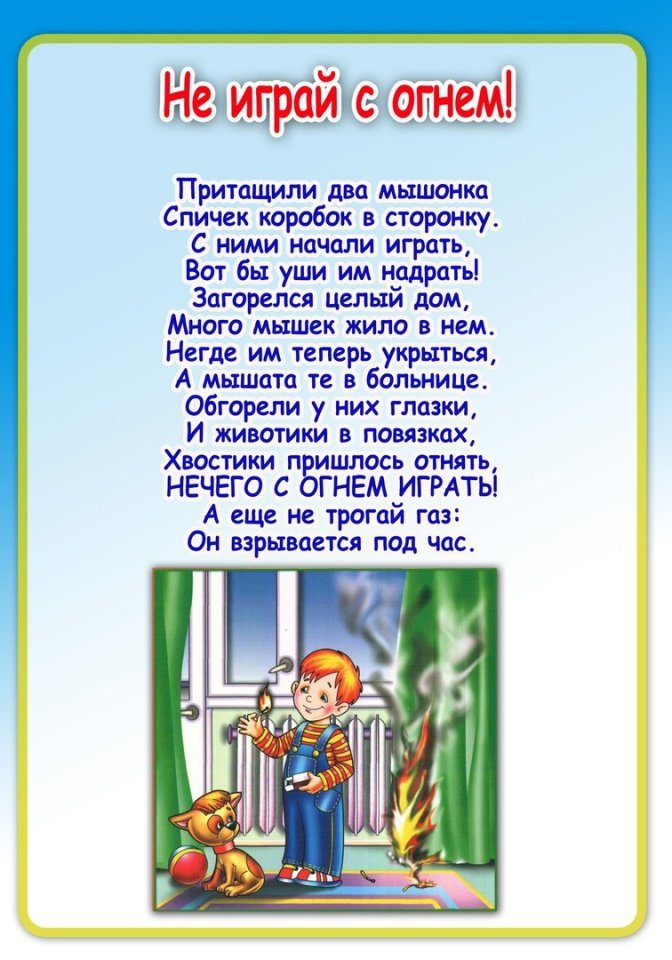 Не играй с огнем!
Притащили два мышонка
Спичек коробок в сторонку.
С ними начали играть,
Вот бы уши им надрать!
Загорелся целый дом,
Много мышек жило в нем.
Негде им теперь укрыться,
А мышата те в больнице.
Обгорели у них глазки,
И животики в повязках,
Хвостики пришлось отнять,
НЕЧЕГО С ОГНЕМ ИГРАТЬ!
А еще не трогай газ:
Он взрывается под час.